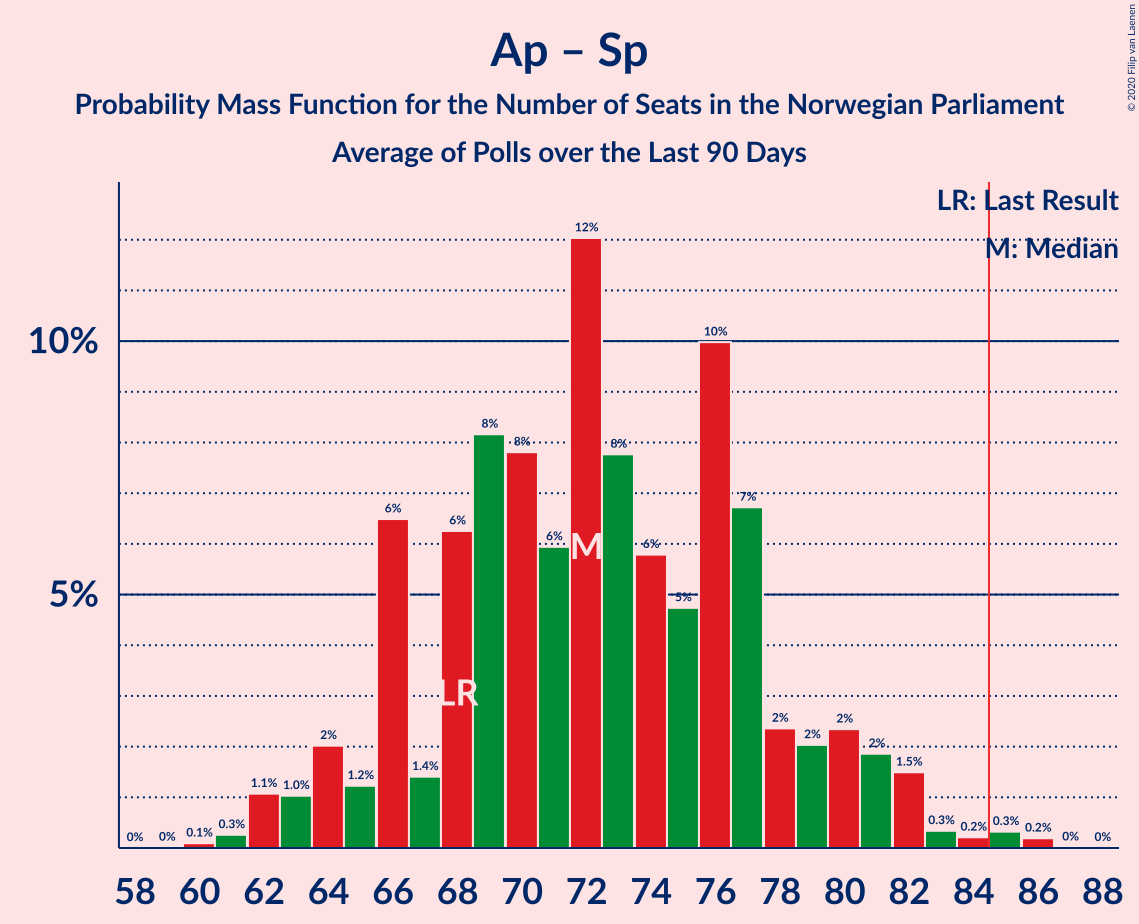 Ap – Sp
Probability Mass Function for the Number of Seats in the Norwegian Parliament
Average of Polls over the Last 90 Days
© 2020 Filip van Laenen
LR: Last Result
M: Median
10%
5%
0% 0% 0.1% 0.3% 1.1% 1.0% 2% 1.2% 6% 1.4% 6% 8% 8% 6% 12% 8% 6% 5% 10% 7% 2% 2% 2% 2% 1.5% 0.3% 0.2% 0.3% 0.2% 0% 0%
M
LR
58 60 62 64 66 68 70 72 74 76 78 80 82 84 86 88